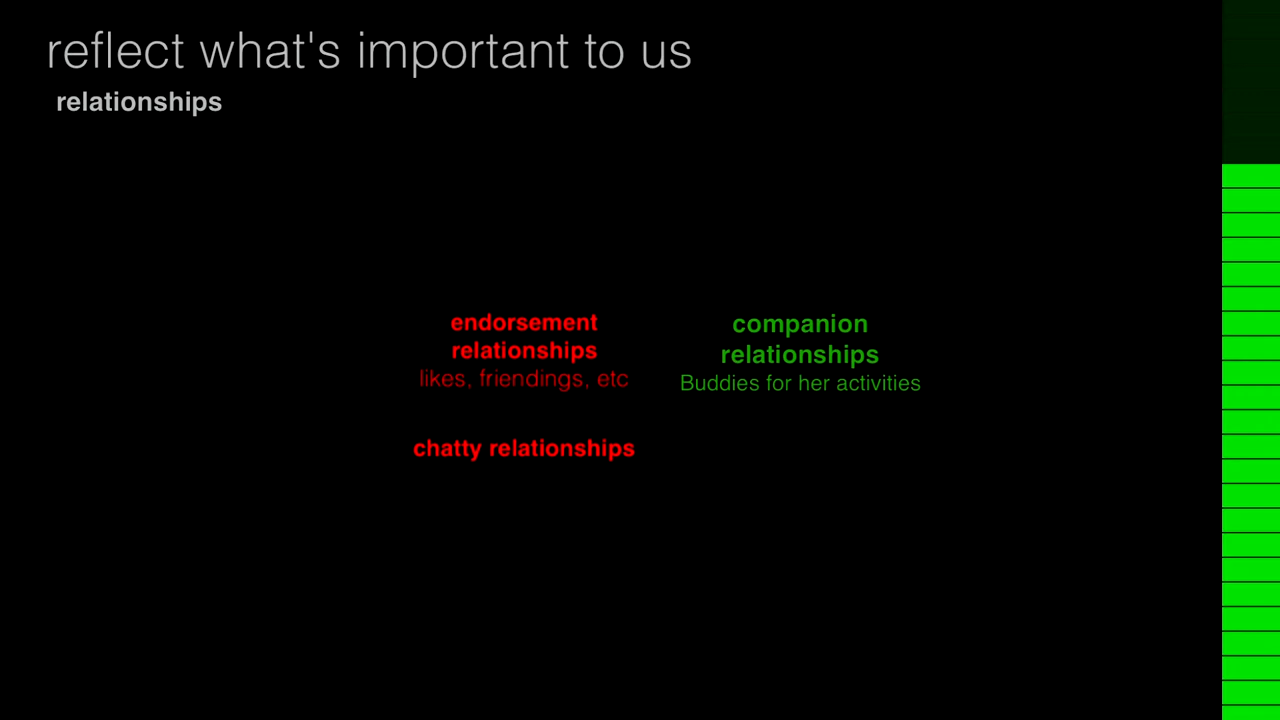 reflect what's important to us
relationships
endorsement
relationships
likes, friendings, etc
chatty relationships
companion
relationships
Buddies for her activities